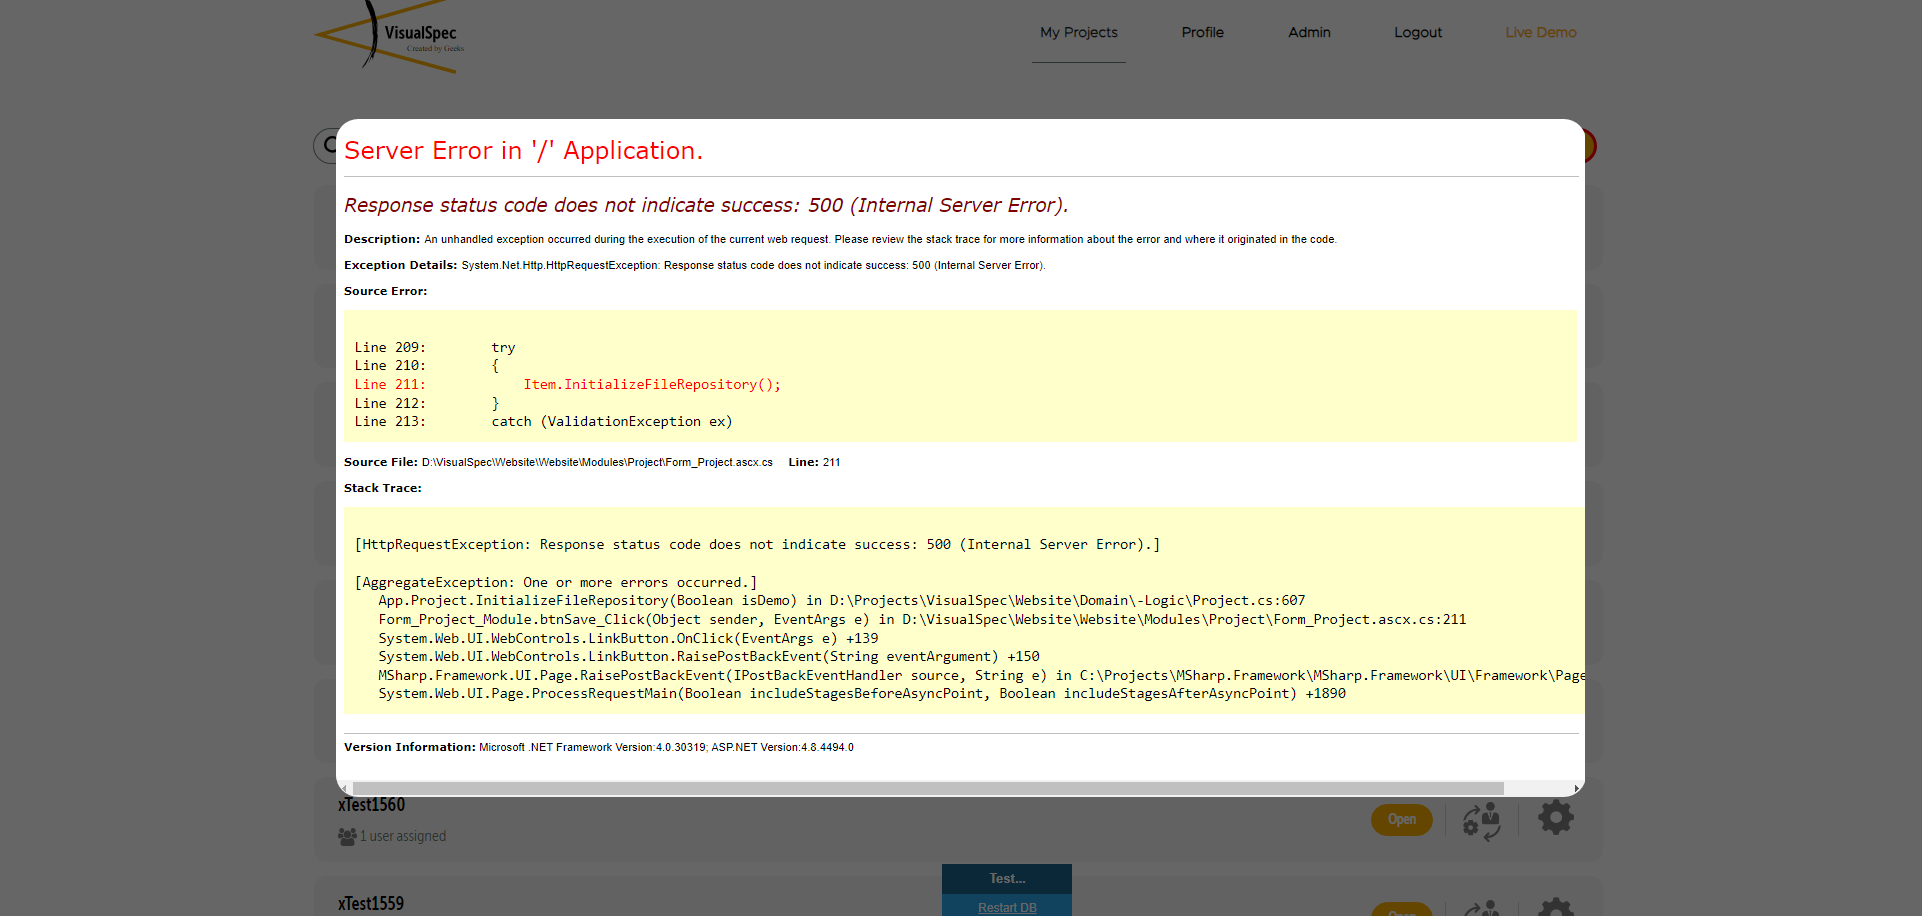 VisualSpec
Created by Geeks
My Projects
Profile
Admin
Logout
Live Demo
Server Error in '/' Application.
Response status code does not indicate success: 500 (Internal Server Error).
Description: An unhandled exception occurred during the execution of the current web request. Please review the stack trace for more information about the error and where it originated in the code.
Exception Details: System.Net.Http.HttpRequestException: Response status code does not indicate success: 500 (Internal Server Error).
Source Error:
Line 209:        try
Line 210:        {
Line 211:            Item.InitializeFileRepository();
Line 212:        }
Line 213:        catch (ValidationException ex)
Source File: D:\VisualSpec\Website\Website\Modules\Project\Form_Project.ascx.cs    Line: 211
Stack Trace:
[HttpRequestException: Response status code does not indicate success: 500 (Internal Server Error).]
[AggregateException: One or more errors occurred.]
App.Project.InitializeFileRepository(Boolean isDemo) in D:\Projects\VisualSpec\Website\Domain\-Logic\Project.cs:607
Form_Project_Module.btnSave_Click(Object sender, EventArgs e) in D:\VisualSpec\Website\Website\Modules\Project\Form_Project.ascx.cs:211
System.Web.UI.WebControls.LinkButton.OnClick(EventArgs e) +139
System.Web.UI.WebControls.LinkButton.RaisePostBackEvent(String eventArgument) +150
MSharp.Framework.UI.Page.RaisePostBackEvent(IPostBackEventHandler source, String e) in C:\Projects\MSharp.Framework\MSharp.Framework\UI\Framework\Page
System.Web.UI.Page.ProcessRequestMain(Boolean includeStagesBeforeAsyncPoint, Boolean includeStagesAfterAsyncPoint) +1890
Version Information: Microsoft .NET Framework Version:4.0.30319; ASP.NET Version:4.8.4494.0
xTest1560
1 user assigned
Open
Test...
xTest1559
Restart DB
Open